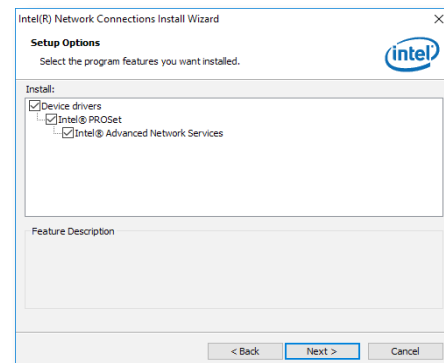 Intel(R) Network Connections Install Wizard
Setup Options
Select the program features you want installed.
intel
Install:
Device drivers
Intel® PROSet
Intel® Advanced Network Services
Feature Description
< Back
Next >
Cancel